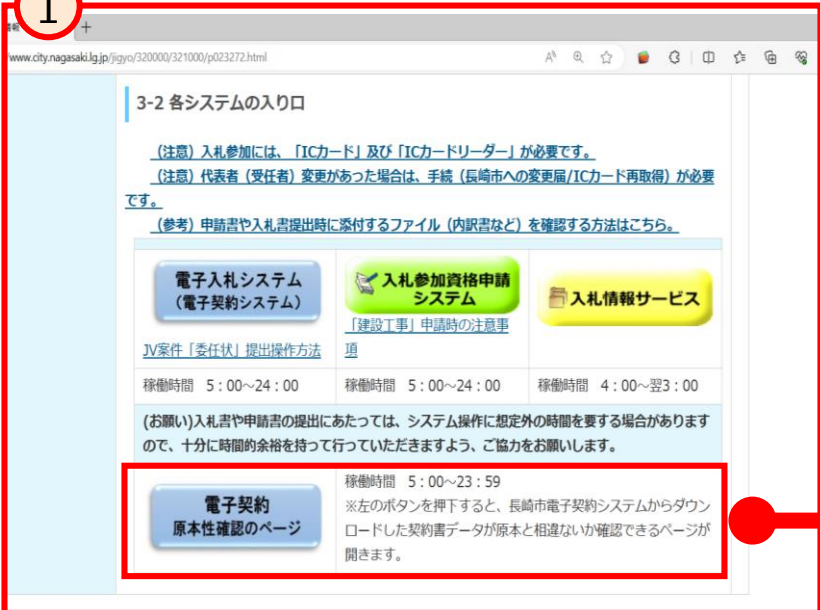 1
www.city.nagasaki.lg.jp/jigyo/320000/321000/p023272.html
3-2 各システムの入り口
(注意) 入札参加には、「ICカード」及び「ICカードリーダー」が必要です。
(注意) 代表者(受任者)変更があった場合は、手続(長崎市への変更届/ICカード再取得)が必要
です。
(参考) 申請書や入札書提出時に添付するファイル(内訳書など)を確認する方法はこちら。
電子入札システム
(電子契約システム)
JV案件「委任状」提出操作方法
入札参加資格申請
システム
「建設工事」申請時の注意事
項
入札情報サービス
稼働時間 5:00~24:00
稼働時間 5:00~24:00
稼働時間 4:00~翌3:00
(お願い)入札書や申請書の提出にあたっては、システム操作に想定外の時間を要する場合があります
ので、十分に時間的余裕を持って行っていただきますよう、ご協力をお願いします。
電子契約
原本性確認のページ
稼働時間 5:00~23:59
※左のボタンを押下すると、長崎市電子契約システムからダウン
ロードした契約書データが原本と相違ないか確認できるページが
開きます。